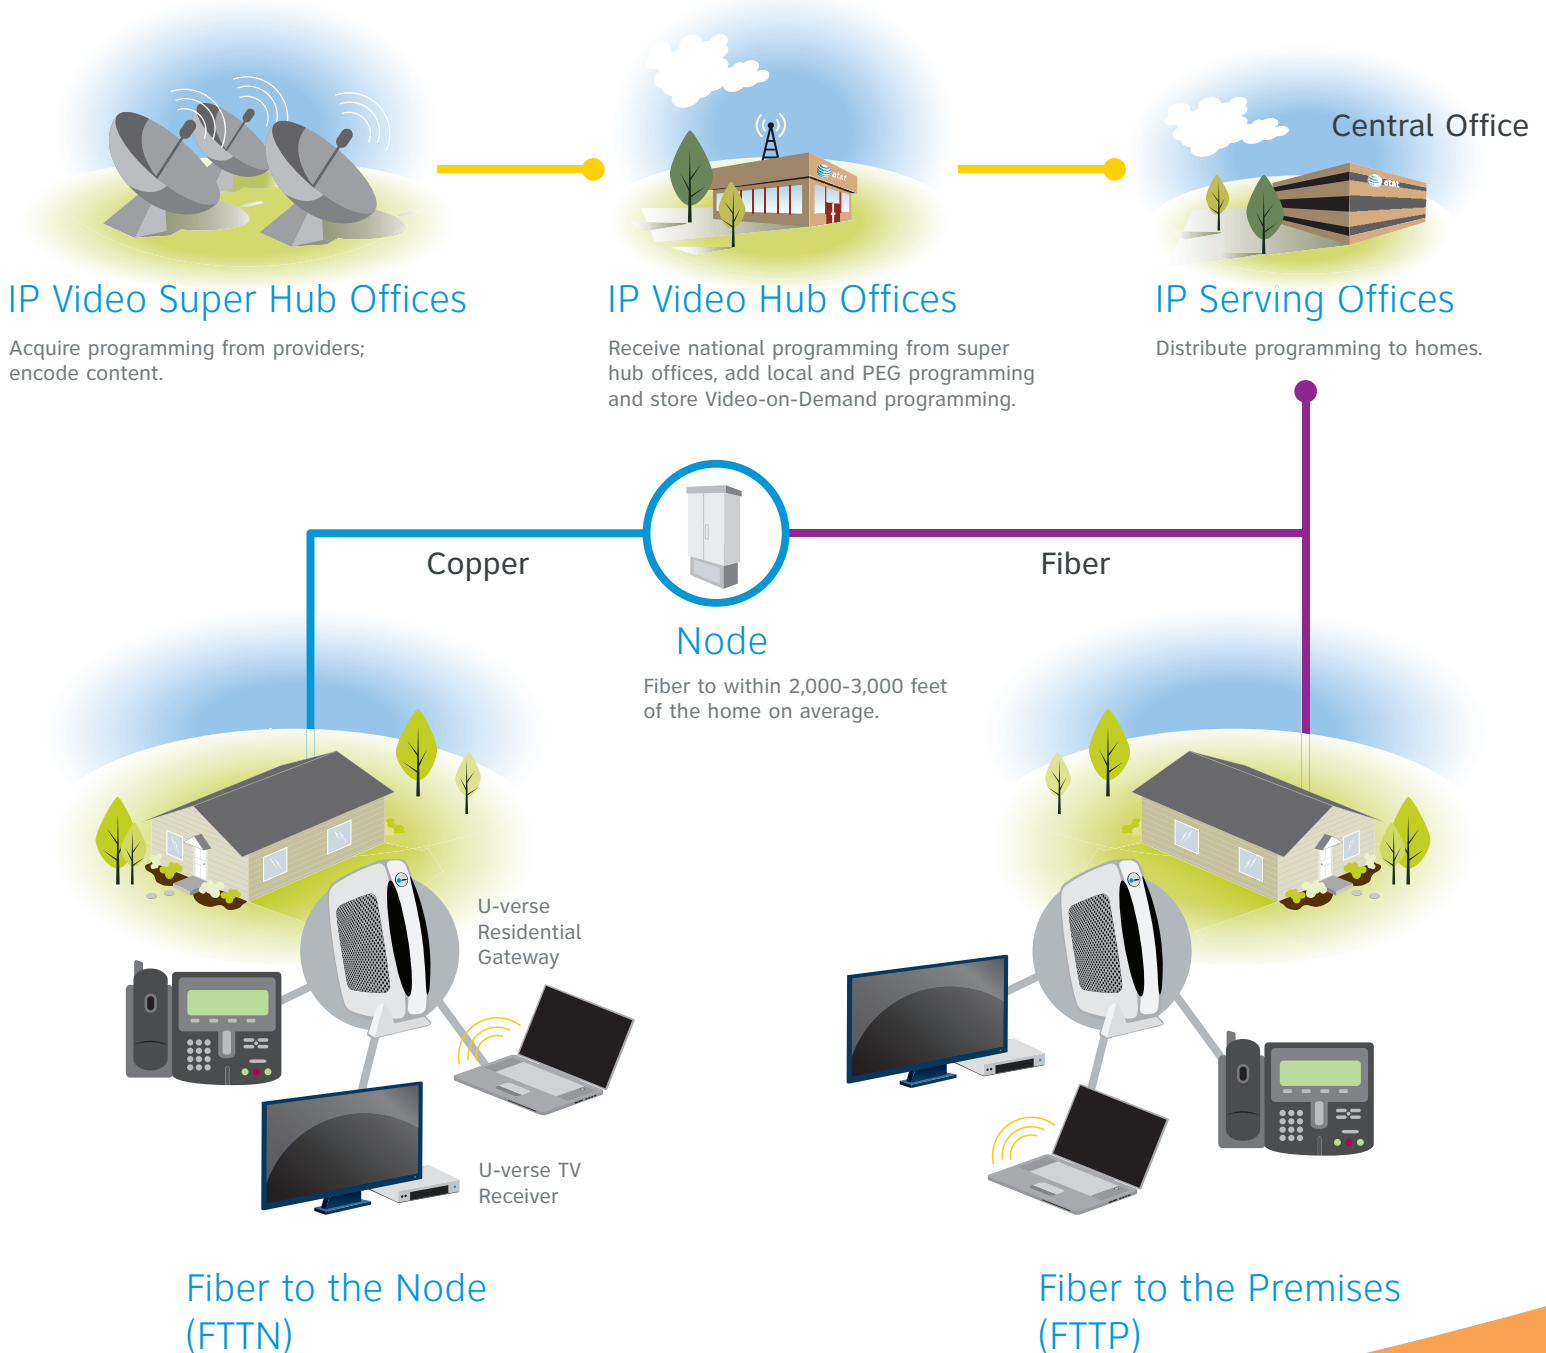 at&t
Central Office
at&t
IP Video Super Hub Offices
Acquire programming from providers;
encode content.
IP Video Hub Offices
Receive national programming from super
hub offices, add local and PEG programming
and store Video-on-Demand programming.
IP Serving Offices
Distribute programming to homes.
Copper
Fiber
Node
Fiber to within 2,000-3,000 feet
of the home on average.
U-verse
Residential
Gateway
U-verse TV
Receiver
Fiber to the Node
(FTTN)
Fiber to the Premises
(FTTP)